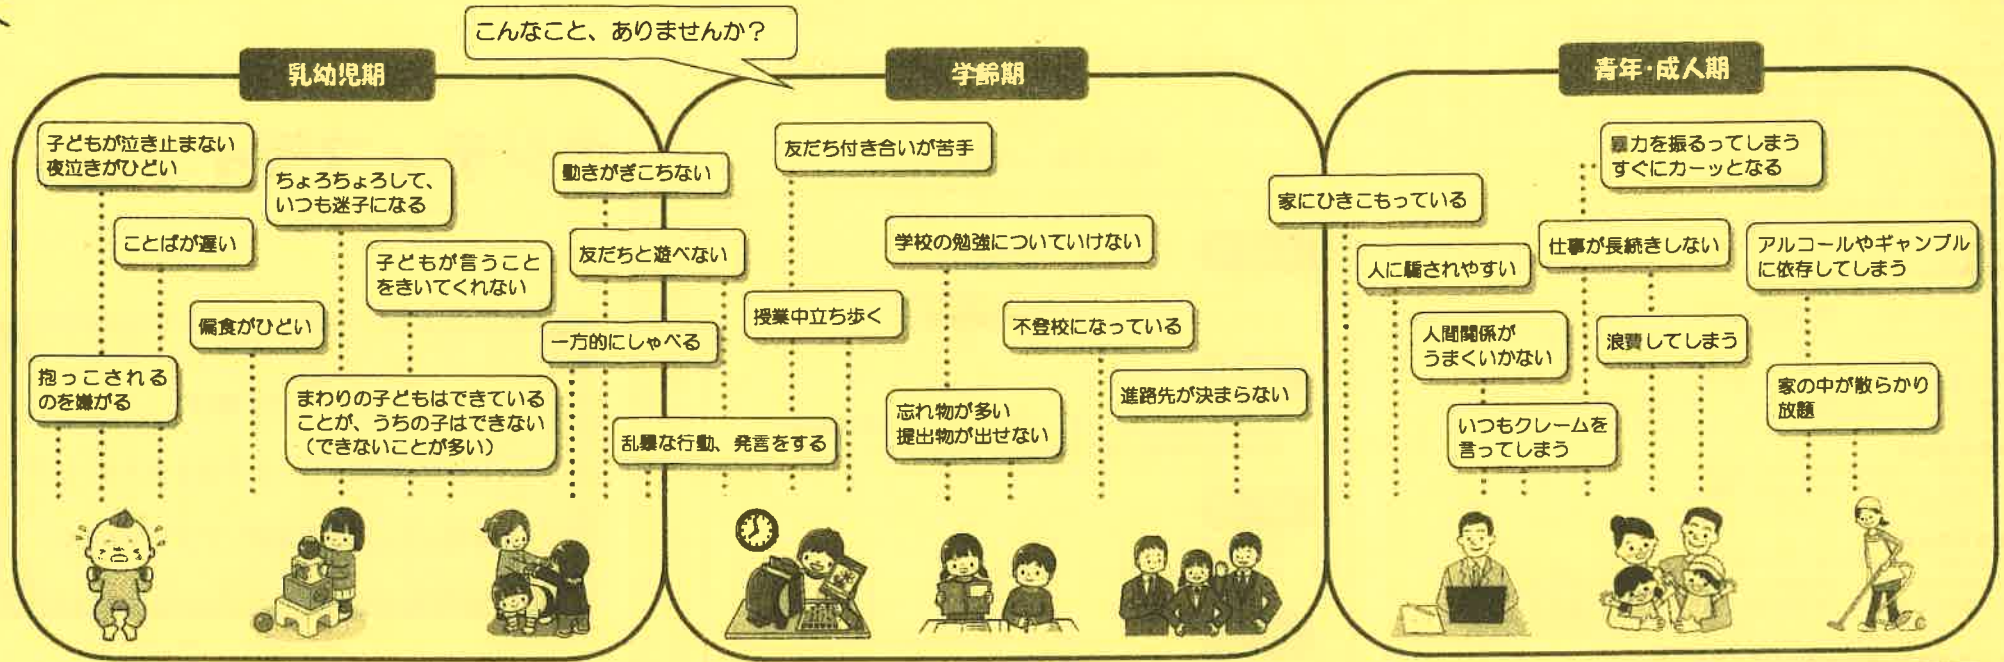 こんなこと、ありませんか？
乳幼児期
子どもが泣き止まない
夜泣きがひどい
ちょろちょろして、
いつも迷子になる
動きがぎこちない
ことばが遅い
子どもが言うこと
をきいてくれない
友だちと遊べない
偏食がひどい
一方的にしゃべる
抱っこされる
のを嫌がる
まわりの子どもはできている
ことが、うちの子はできない
（できないことが多い）
乱暴な行動、発言をする
学齢期
友だち付き合いが苦手
学校の勉強についていけない
授業中立ち歩く
不登校になっている
忘れ物が多い
提出物が出せない
進路先が決まらない
青年・成人期
暴力を振るってしまう
すぐにカーッとなる
家にひきこもっている
人に騙されやすい
仕事が長続きしない
アルコールやギャンブル
に依存してしまう
人間関係が
うまくいかない
浪費してしまう
いつもクレームを
言ってしまう
家の中が散らかり
放題